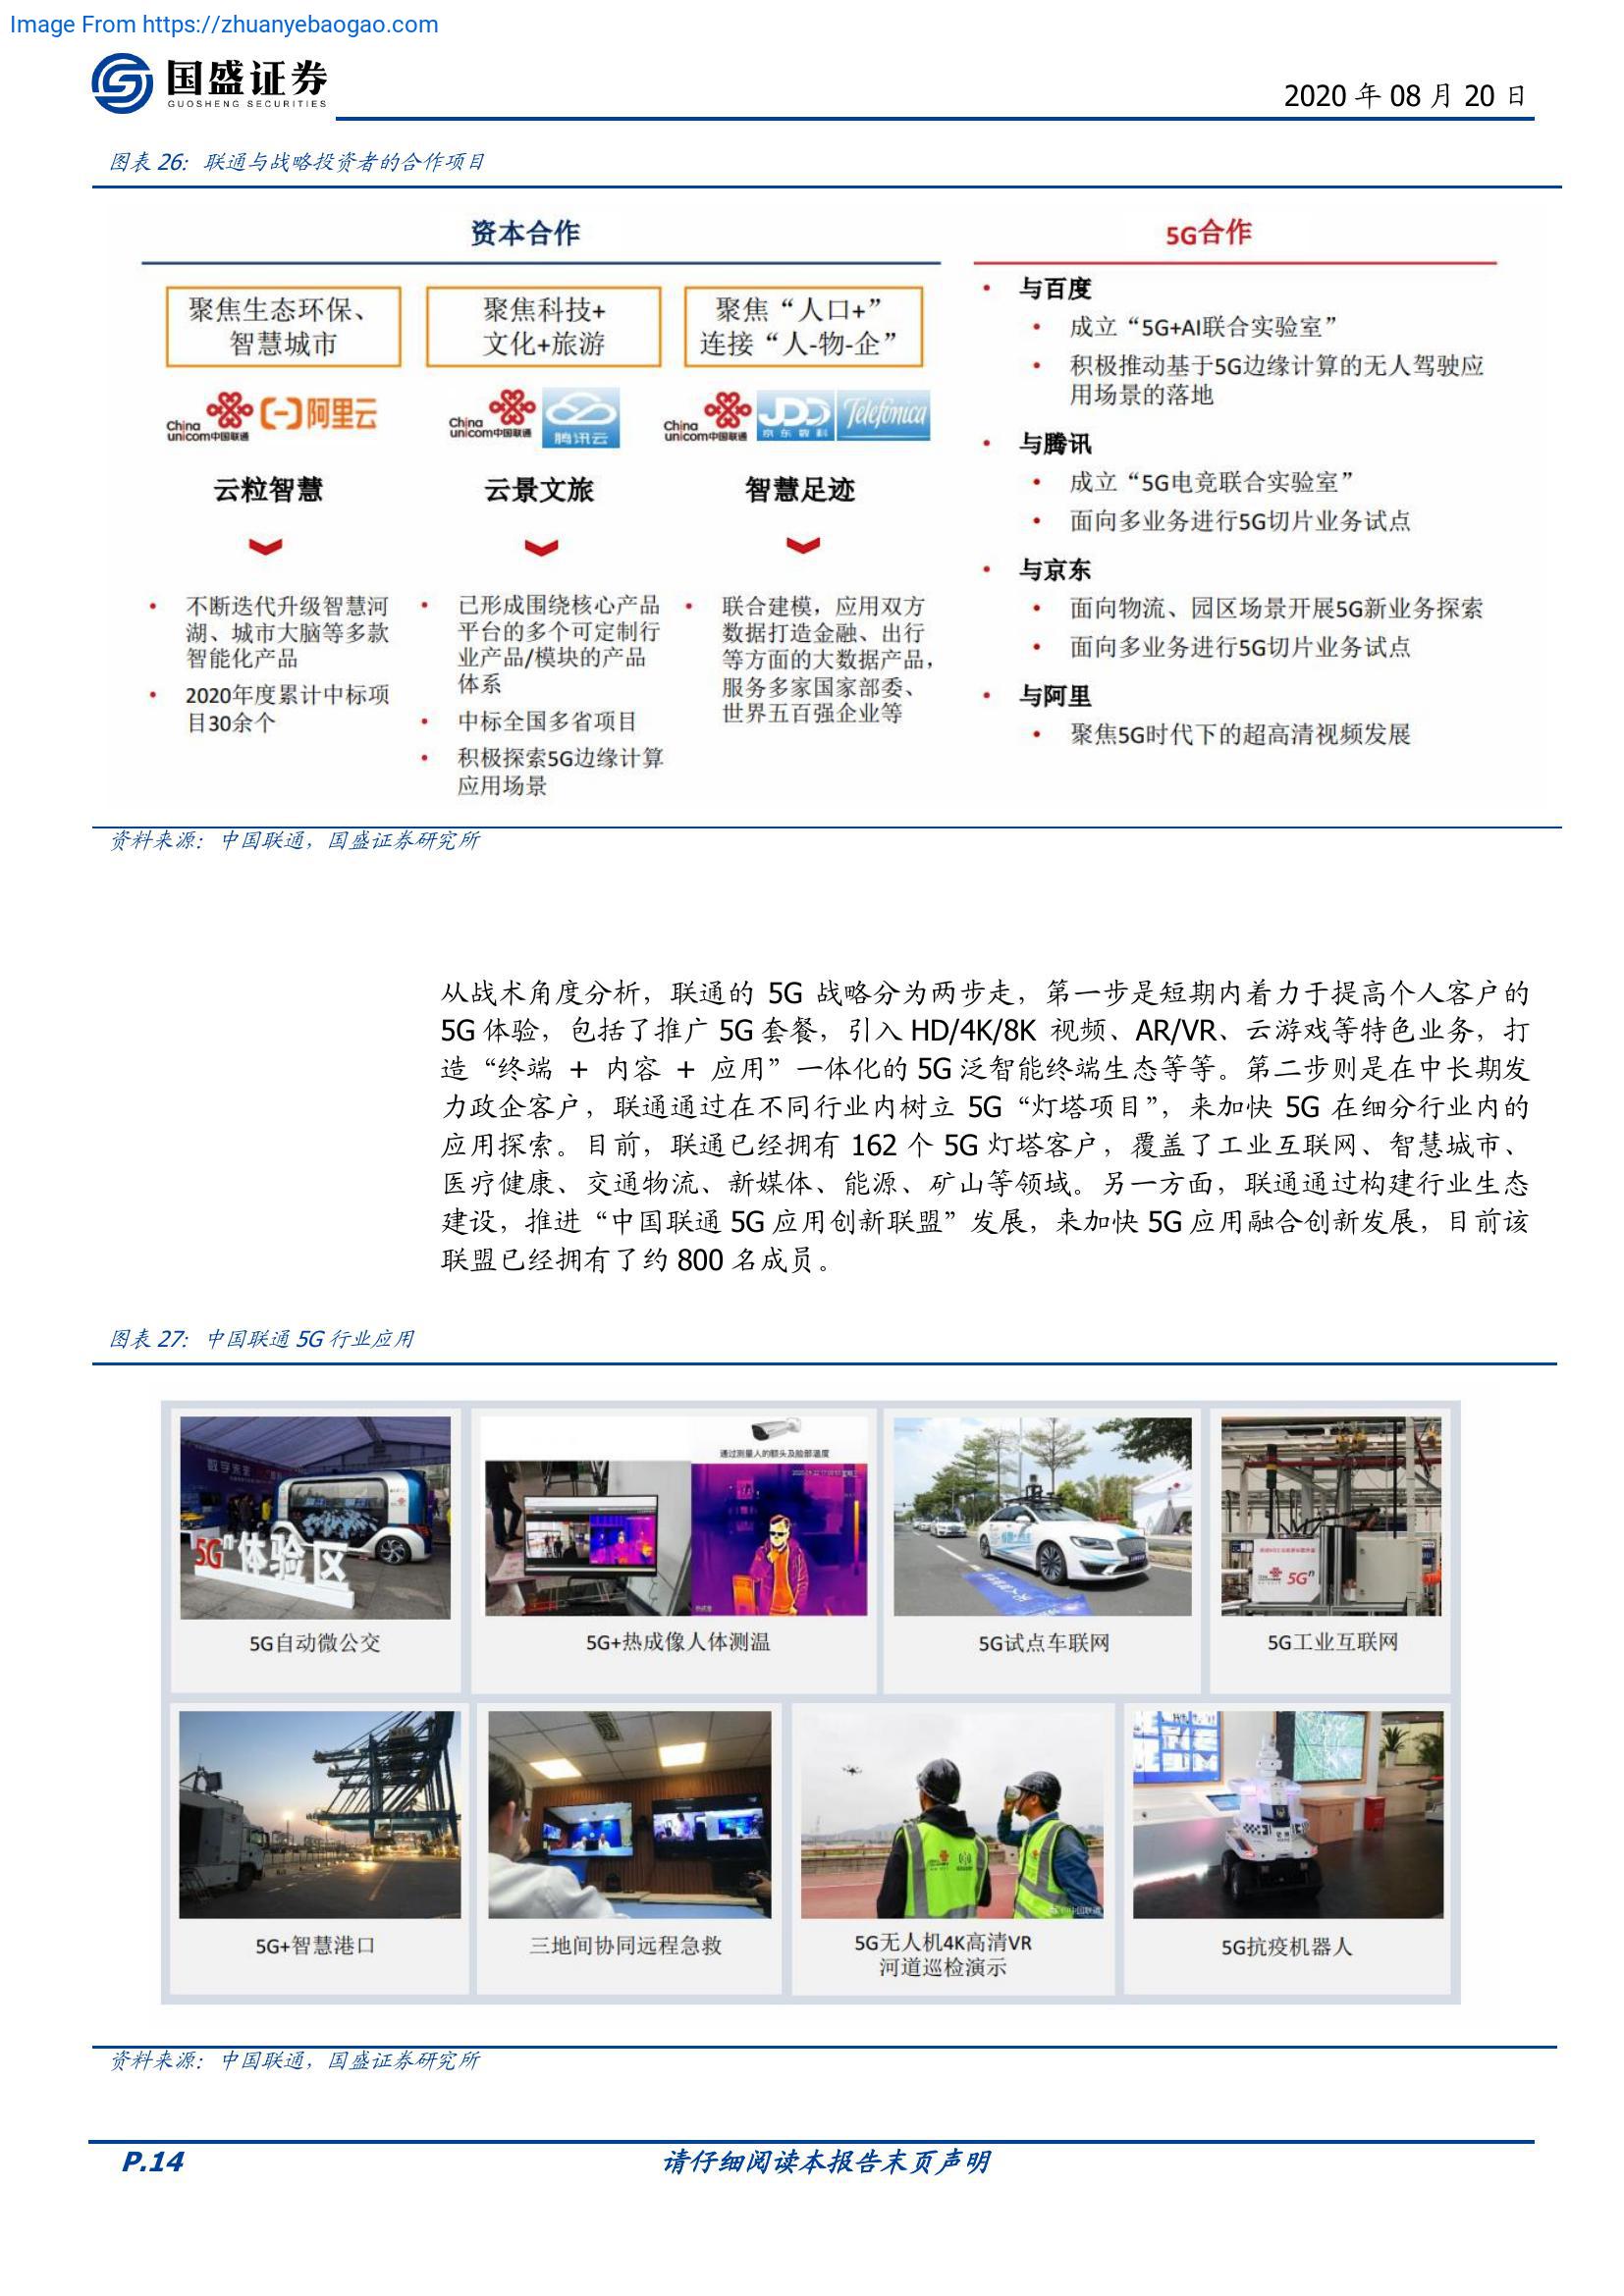 Image From https://zhuanyebaogao.com
国盛证券
GUOSHENG SECURITIES
2020 年 08 月 20 日
图表 26: 联通与战略投资者的合作项目
资本合作
聚焦生态环保、
智慧城市
China
unicom中国联通
阿里云
云粒智慧
• 不断迭代升级智慧河
湖、城市大脑等多款
智能化产品
• 2020年度累计中标项
目30余个
聚焦科技+
文化+旅游
China
unicom中国联通
腾讯云
云景文旅
• 已形成围绕核心产品
平台的多个可定制行
业产品/模块的产品
体系
• 中标全国多省项目
• 积极探索5G边缘计算
应用场景
聚焦“人口+”
连接“人-物-企”
China
unicom中国联通
JDD
京东数科
Telefónica
智慧足迹
• 联合建模，应用双方
数据打造金融、出行
等方面的大数据产品，
服务多家国家部委、
世界五百强企业等
5G合作
• 与百度
• 成立“5G+AI联合实验室”
• 积极推动基于5G边缘计算的无人驾驶应
用场景的落地
• 与腾讯
• 成立“5G电竞联合实验室”
• 面向多业务进行5G切片业务试点
• 与京东
• 面向物流、园区场景开展5G新业务探索
• 面向多业务进行5G切片业务试点
• 与阿里
• 聚焦5G时代下的超高清视频发展
资料来源：中国联通，国盛证券研究所
从战术角度分析，联通的 5G 战略分为两步走，第一步是短期内着力于提高个人客户的
5G 体验，包括了推广 5G 套餐，引入 HD/4K/8K 视频、AR/VR、云游戏等特色业务，打
造“终端 + 内容 + 应用”一体化的 5G 泛智能终端生态等等。第二步则是在中长期发
力政企客户，联通通过在不同行业内树立 5G“灯塔项目”，来加快 5G 在细分行业内的
应用探索。目前，联通已经拥有 162 个 5G 灯塔客户，覆盖了工业互联网、智慧城市、
医疗健康、交通物流、新媒体、能源、矿山等领域。另一方面，联通通过构建行业生态
建设，推进“中国联通 5G 应用创新联盟”发展，来加快 5G 应用融合创新发展，目前该
联盟已经拥有了约 800 名成员。
图表 27: 中国联通 5G 行业应用
数字未来
5Gⁿ体验区
5G自动微公交
通过测量人的额头及脸部温度
5G+热成像人体测温
5G试点车联网
5Gⁿ
5G工业互联网
5G+智慧港口
三地间协同远程急救
中国联通
5G无人机4K高清VR
河道巡检演示
5G抗疫机器人
资料来源：中国联通，国盛证券研究所
P.14
请仔细阅读本报告末页声明